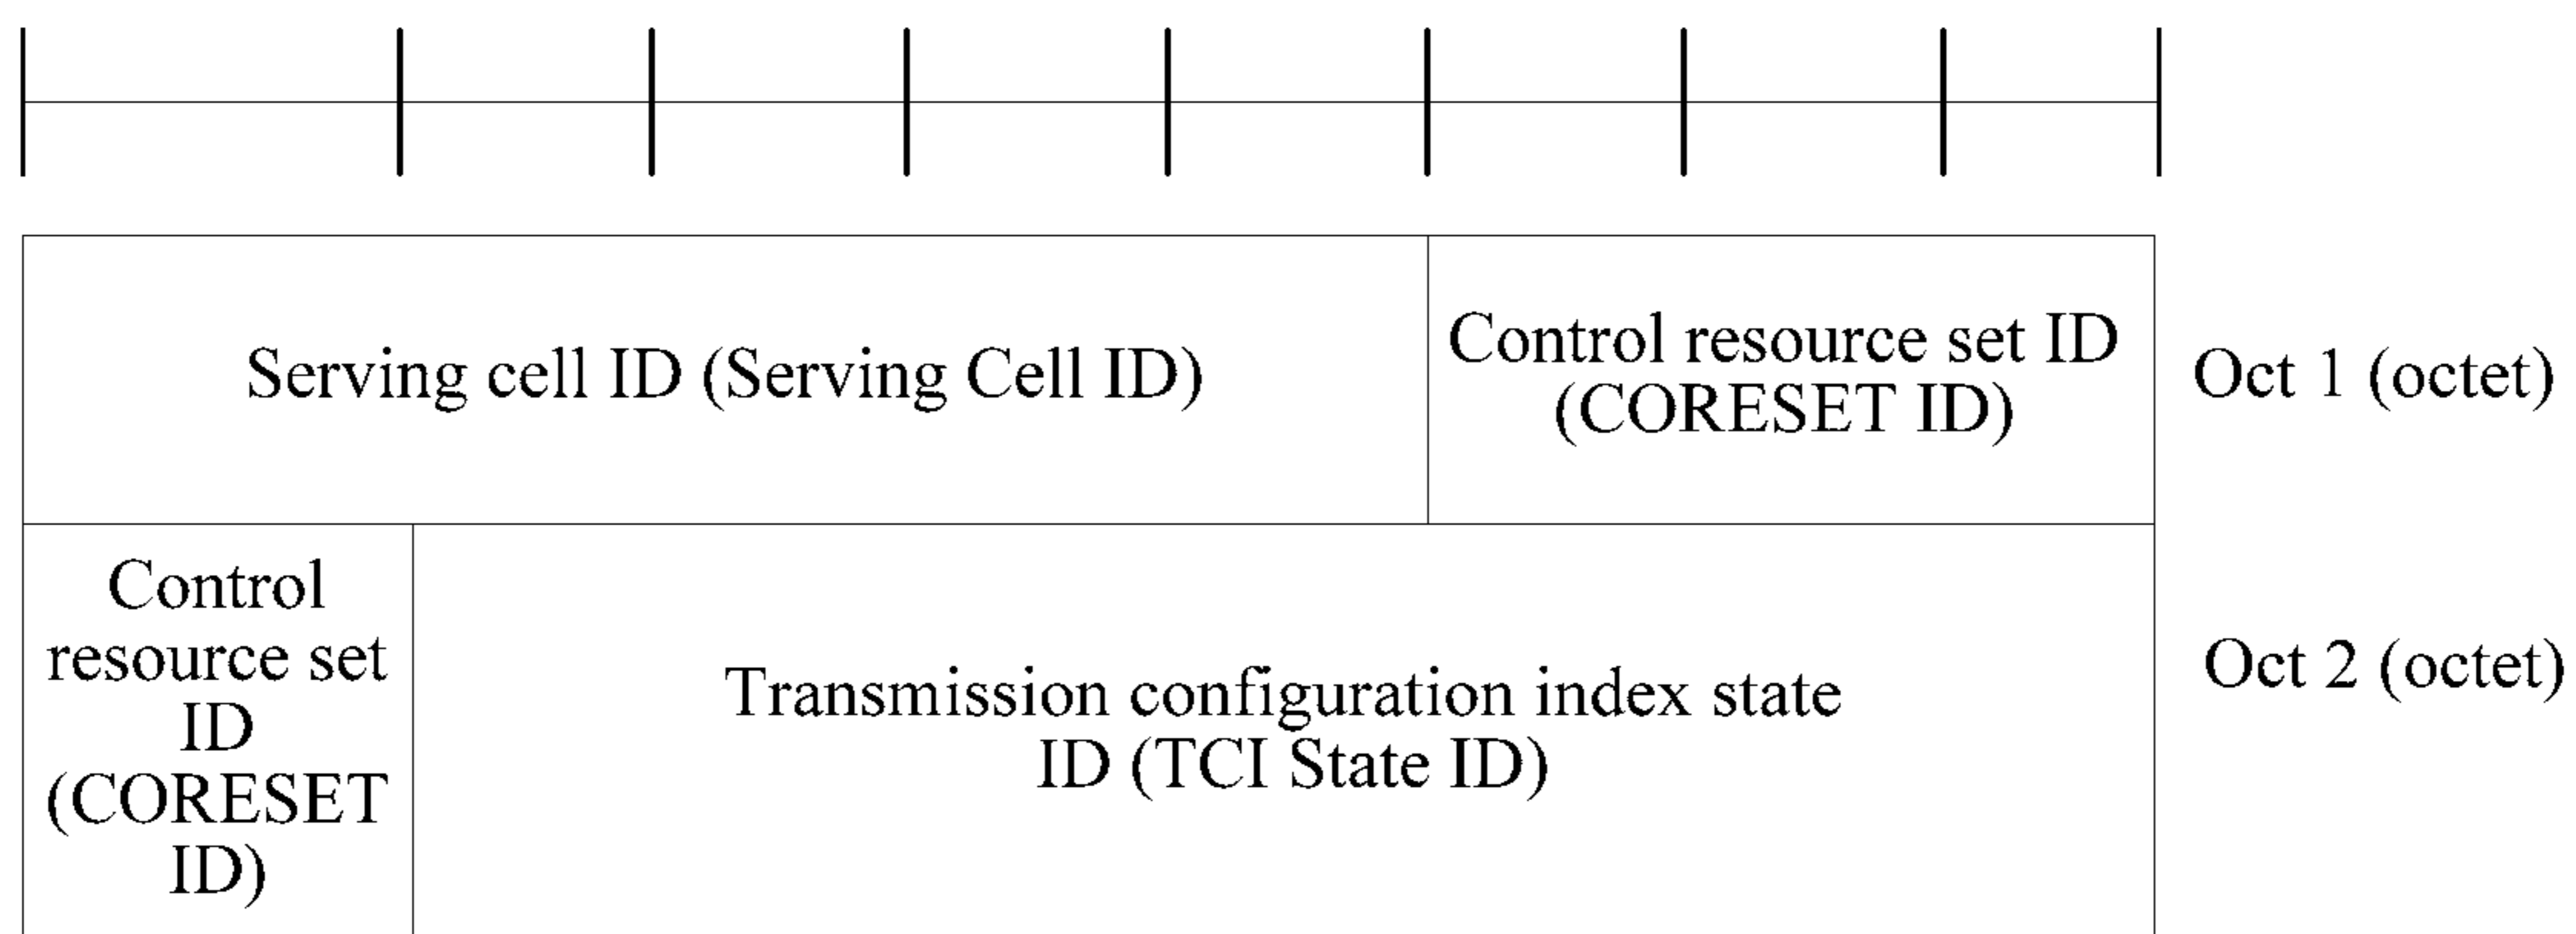 Serving cell ID (Serving Cell ID)
Control resource set ID
(CORESET ID)
Oct 1 (octet)
Control
resource set
ID
(CORESET
ID)
Transmission configuration index state
ID (TCI State ID)
Oct 2 (octet)